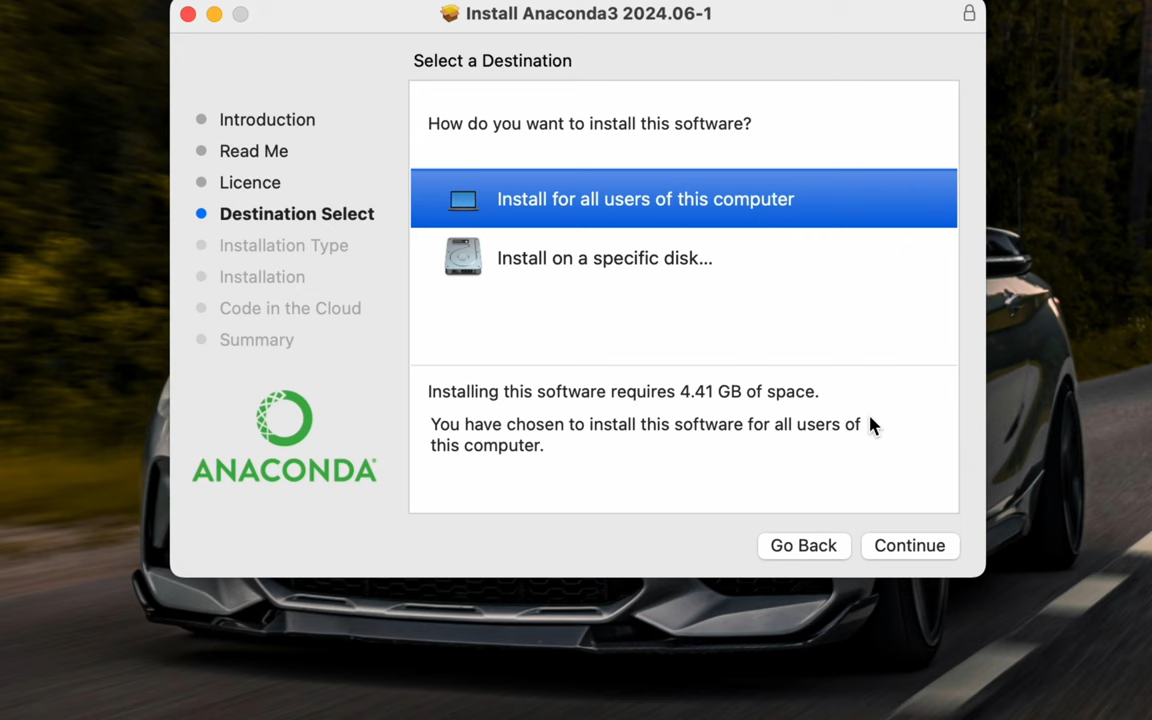 Install Anaconda3 2024.06-1
Select a Destination
Introduction
Read Me
Licence
Destination Select
Installation Type
Installation
Code in the Cloud
Summary
ANACONDA
How do you want to install this software?
Install for all users of this computer
Install on a specific disk...
Installing this software requires 4.41 GB of space.
You have chosen to install this software for all users of
this computer.
Go Back
Continue